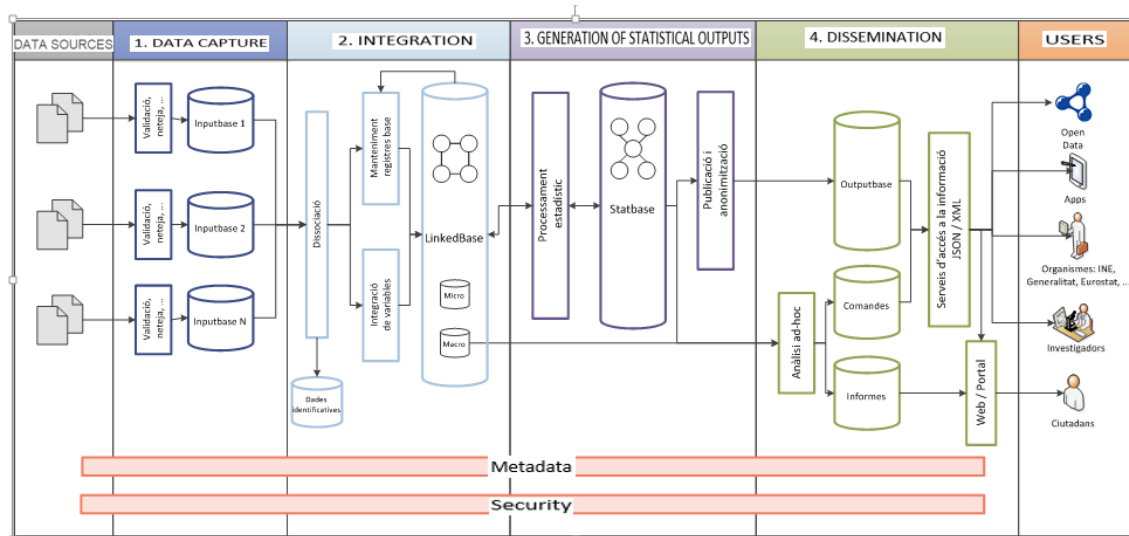 DATA SOURCES
1. DATA CAPTURE
2. INTEGRATION
3. GENERATION OF STATISTICAL OUTPUTS
4. DISSEMINATION
USERS
Validació,
neteja, ...
Inputbase 1
Validació,
neteja, ...
Inputbase 2
Validació,
neteja, ...
Inputbase N
Dissociació
Dades
identificatives
Manteniment
registres base
Integració
de variables
LinkedBase
Micro
Macro
Processament
estadístic
Statbase
Publicació i
anonimització
Outputbase
Comandes
Informes
Anàlisi ad-hoc
Serveis d'accés a la informació
JSON / XML
Web / Portal
Open
Data
Apps
Organismes: INE,
Generalitat, Eurostat, ...
Investigadors
Ciutadans
Metadata
Security